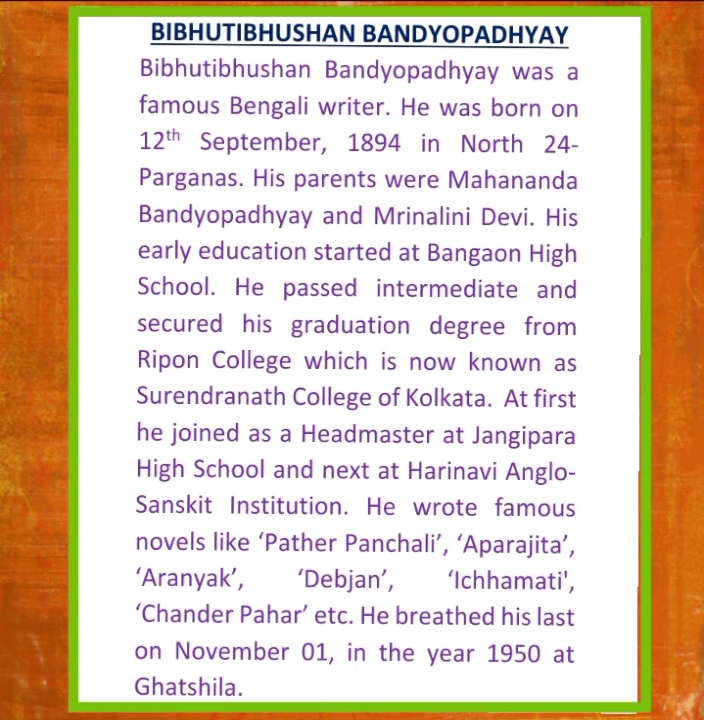 BIBHUTIBHUSHAN BANDYOPADHYAY
Bibhutibhushan Bandyopadhyay was a
famous Bengali writer. He was born on
12th September, 1894 in North 24-
Parganas. His parents were Mahananda
Bandyopadhyay and Mrinalini Devi. His
early education started at Bangaon High
School. He passed intermediate and
secured his graduation degree from
Ripon College which is now known as
Surendranath College of Kolkata. At first
he joined as a Headmaster at Jangipara
High School and next at Harinavi Anglo-
Sanskit Institution. He wrote famous
novels like ‘Pather Panchali’, ‘Aparajita’,
‘Aranyak’, ‘Debjan’, ‘Ichhamati',
‘Chander Pahar’ etc. He breathed his last
on November 01, in the year 1950 at
Ghatshila.